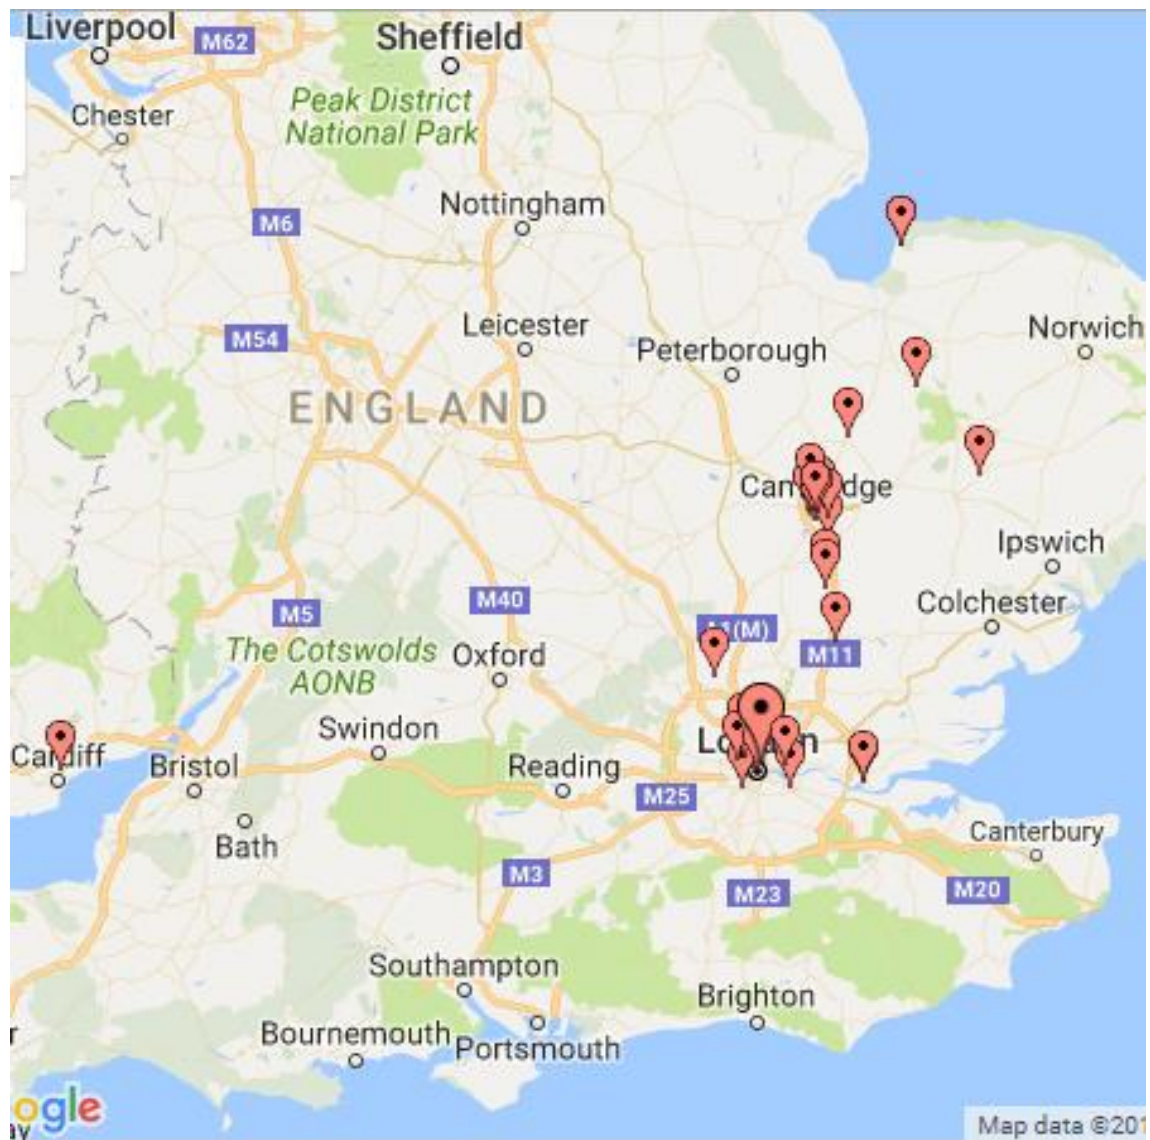 Liverpool
M62
Sheffield
Chester
Peak District
National Park
Nottingham
M6
Leicester
M54
Peterborough
Norwich
ENGLAND
Ipswich
M40
M5
Colchester
M11
The Cotswolds
AONB
Oxford
Swindon
Bristol
Reading
M25
Bath
Canterbury
M3
M23
M20
Southampton
Brighton
Bournemouth
Portsmouth
ogle
Map data ©201